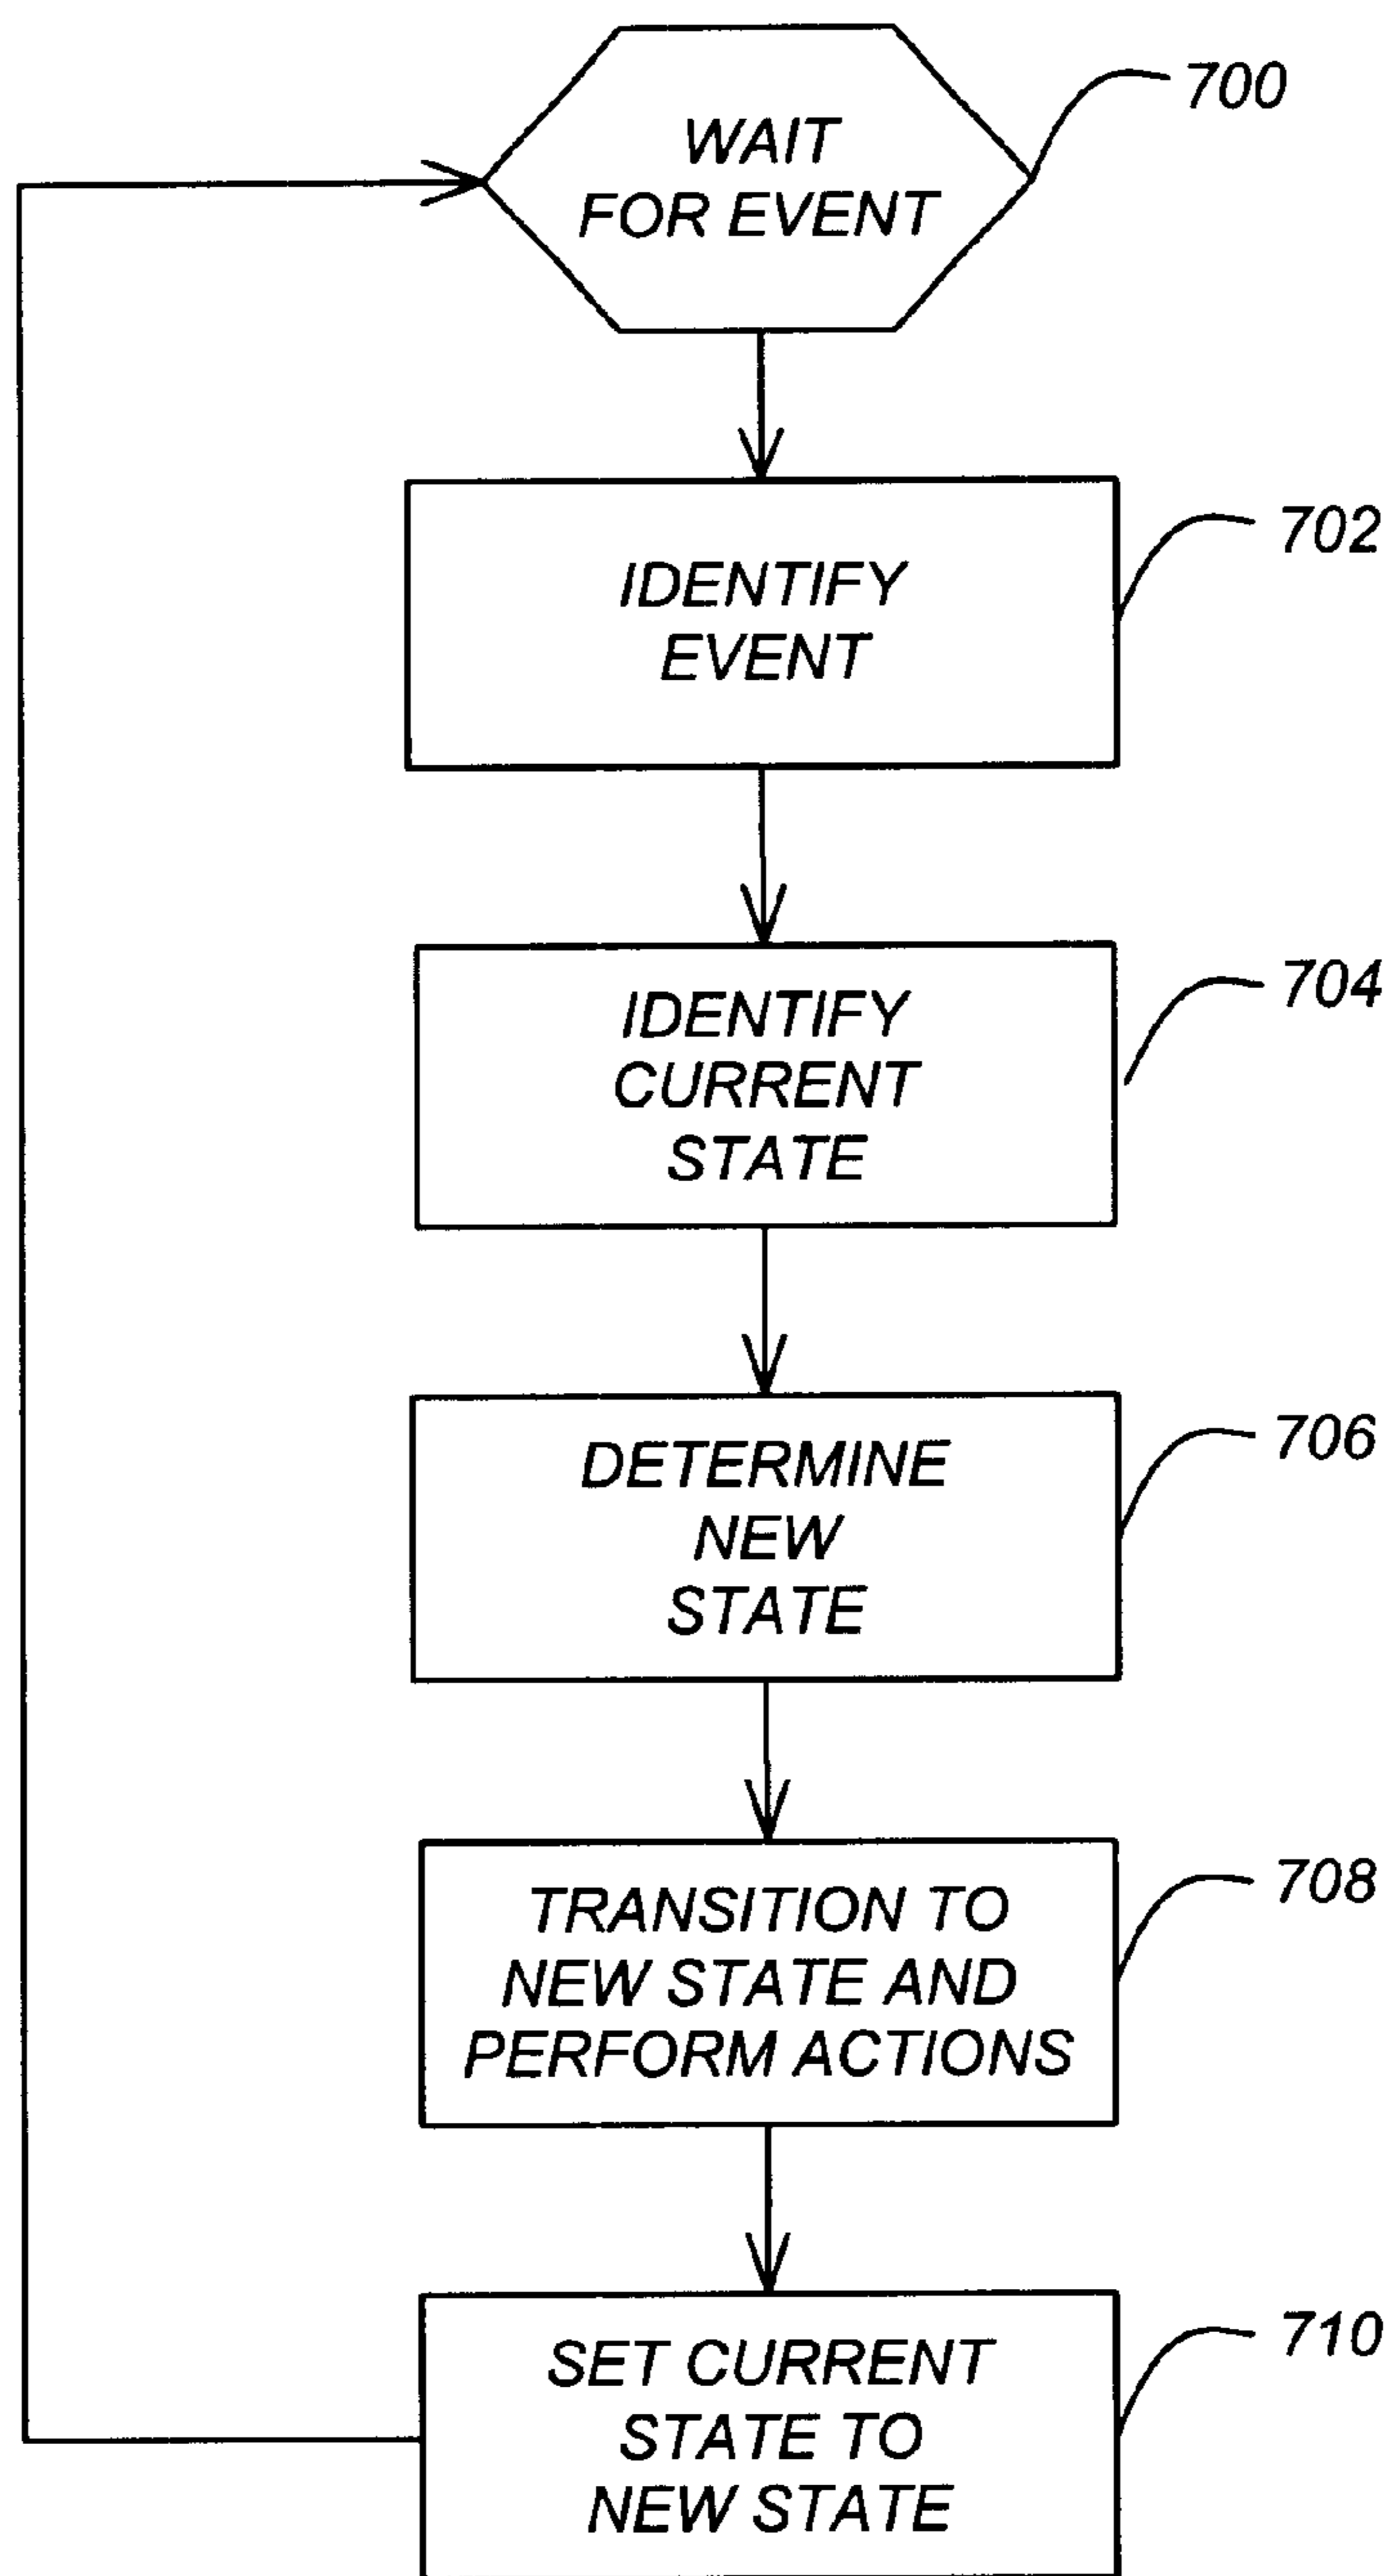 WAIT
FOR EVENT
700
IDENTIFY
EVENT
702
IDENTIFY
CURRENT
STATE
704
DETERMINE
NEW
STATE
706
TRANSITION TO
NEW STATE AND
PERFORM ACTIONS
708
SET CURRENT
STATE TO
NEW STATE
710